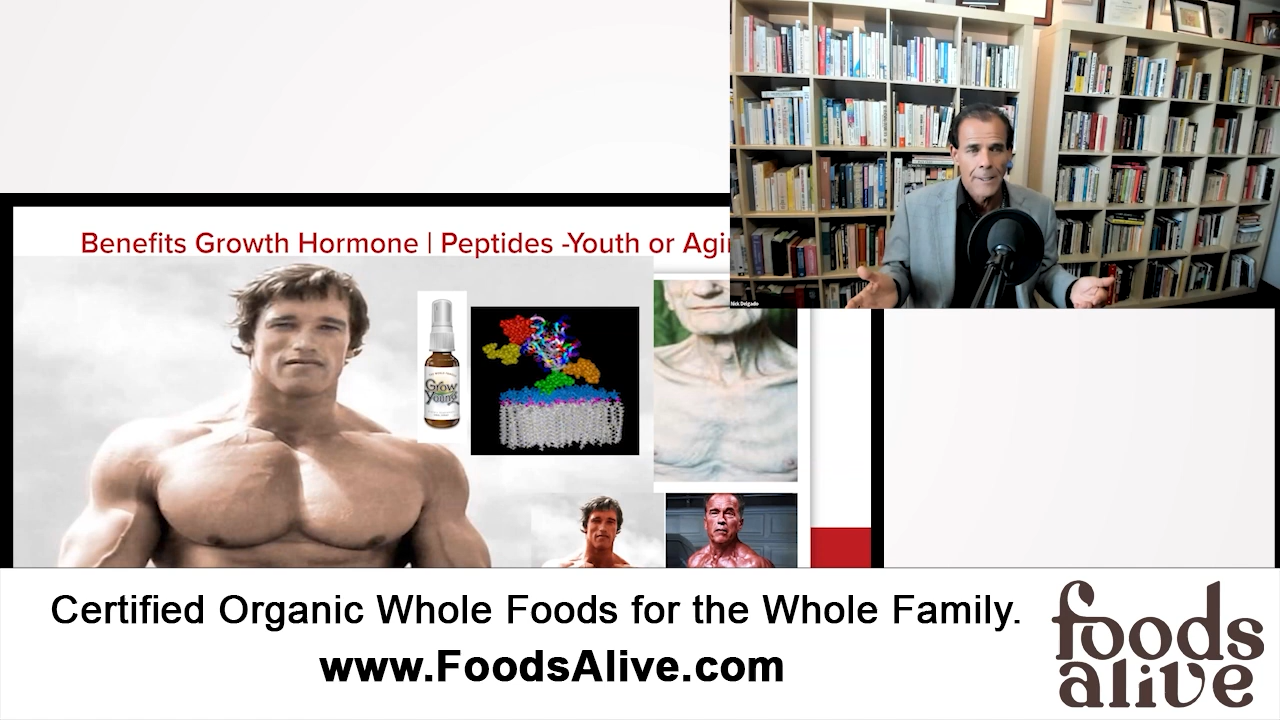 Nick Delgado
Benefits Growth Hormone | Peptides -Youth or Agin
Grow
Young
Certified Organic Whole Foods for the Whole Family.
www.FoodsAlive.com
foods
alive